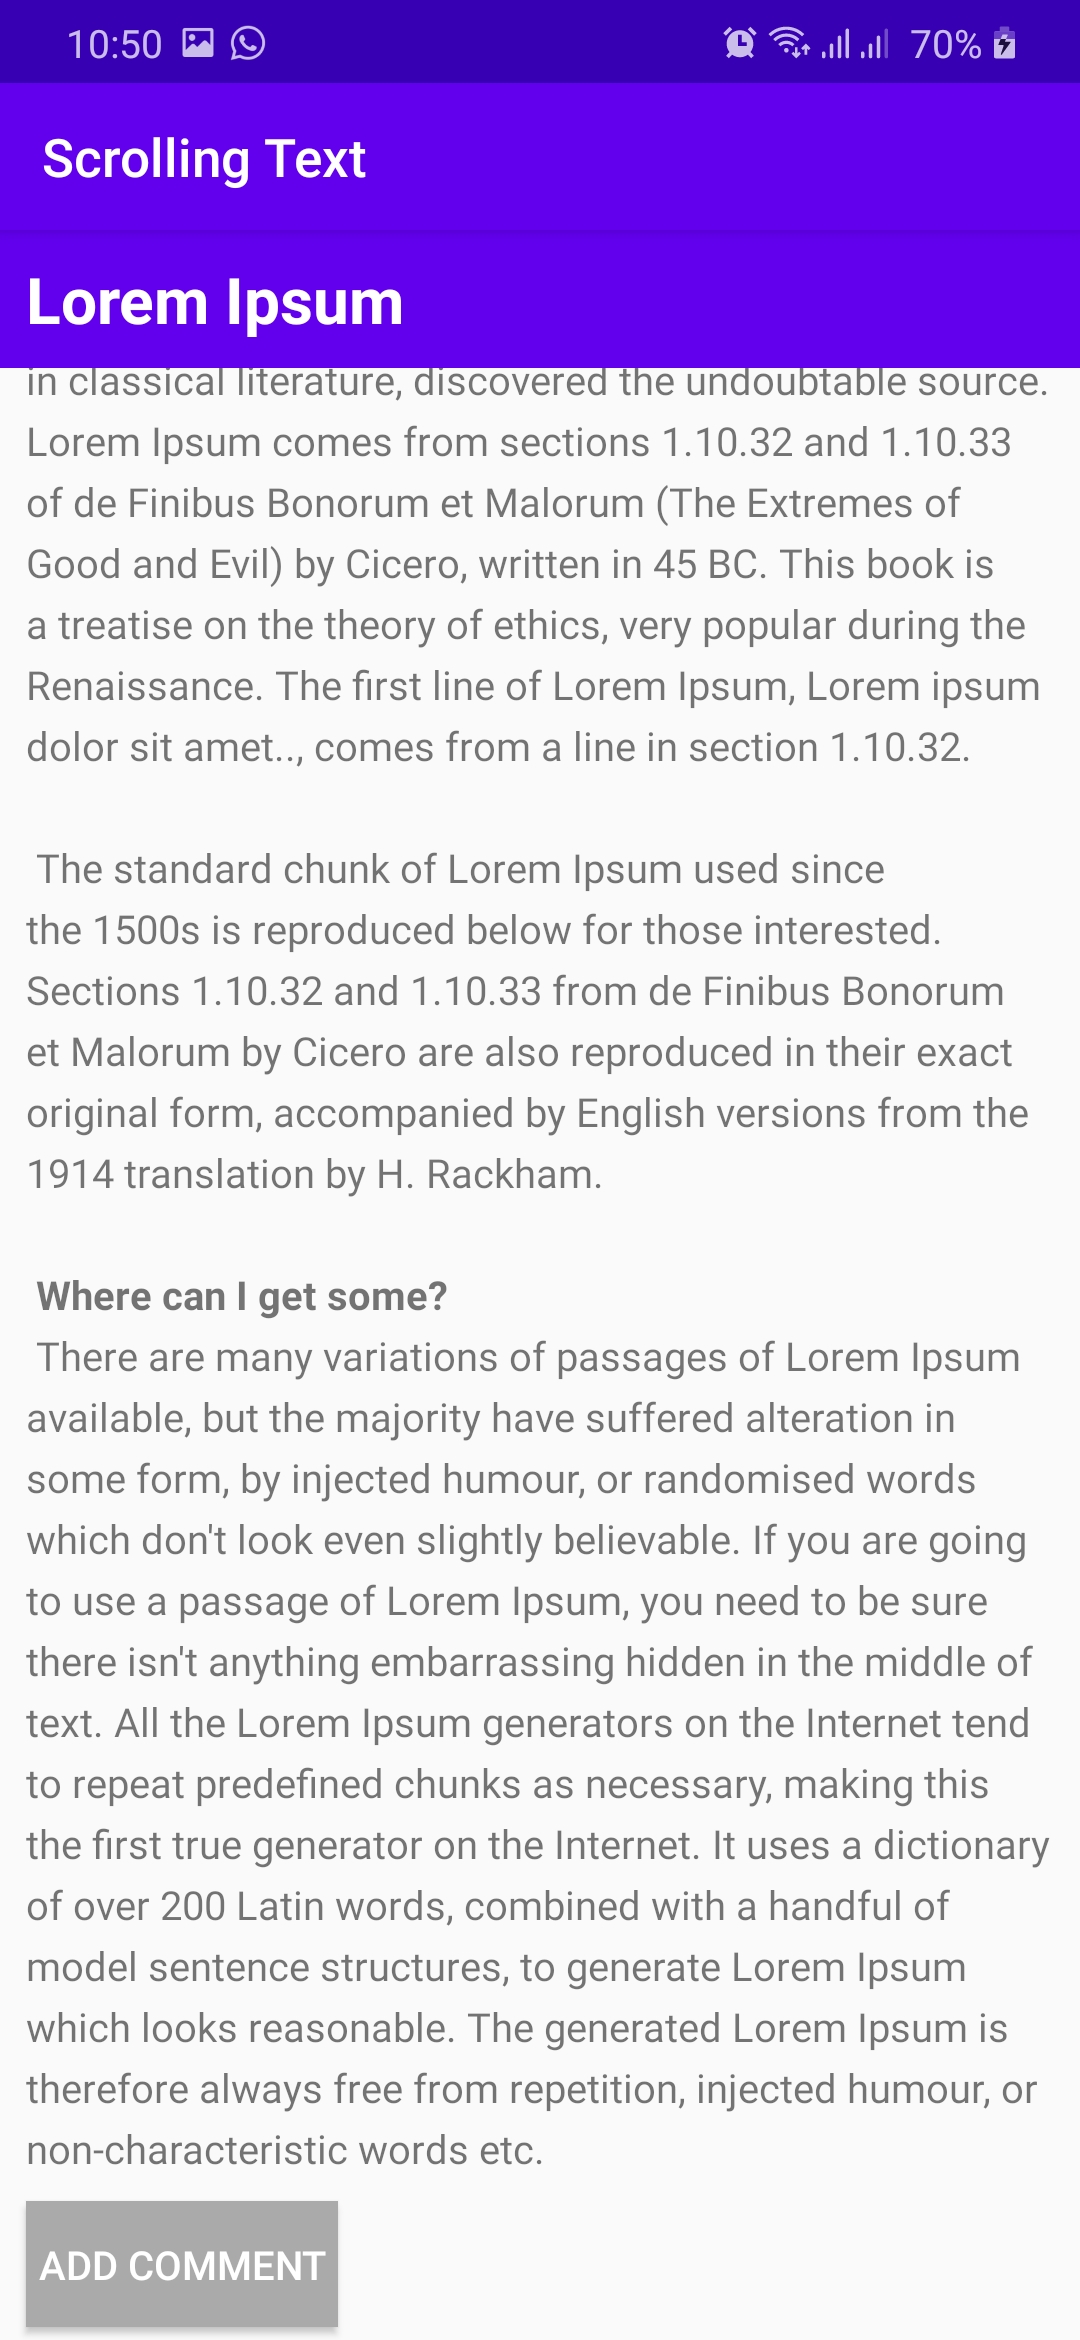 10:50 70%
Scrolling Text
Lorem Ipsum
in classical literature, discovered the undoubtable source.
Lorem Ipsum comes from sections 1.10.32 and 1.10.33
of de Finibus Bonorum et Malorum (The Extremes of
Good and Evil) by Cicero, written in 45 BC. This book is
a treatise on the theory of ethics, very popular during the
Renaissance. The first line of Lorem Ipsum, Lorem ipsum
dolor sit amet.., comes from a line in section 1.10.32.
The standard chunk of Lorem Ipsum used since
the 1500s is reproduced below for those interested.
Sections 1.10.32 and 1.10.33 from de Finibus Bonorum
et Malorum by Cicero are also reproduced in their exact
original form, accompanied by English versions from the
1914 translation by H. Rackham.
Where can I get some?
There are many variations of passages of Lorem Ipsum
available, but the majority have suffered alteration in
some form, by injected humour, or randomised words
which don't look even slightly believable. If you are going
to use a passage of Lorem Ipsum, you need to be sure
there isn't anything embarrassing hidden in the middle of
text. All the Lorem Ipsum generators on the Internet tend
to repeat predefined chunks as necessary, making this
the first true generator on the Internet. It uses a dictionary
of over 200 Latin words, combined with a handful of
model sentence structures, to generate Lorem Ipsum
which looks reasonable. The generated Lorem Ipsum is
therefore always free from repetition, injected humour, or
non-characteristic words etc.
ADD COMMENT